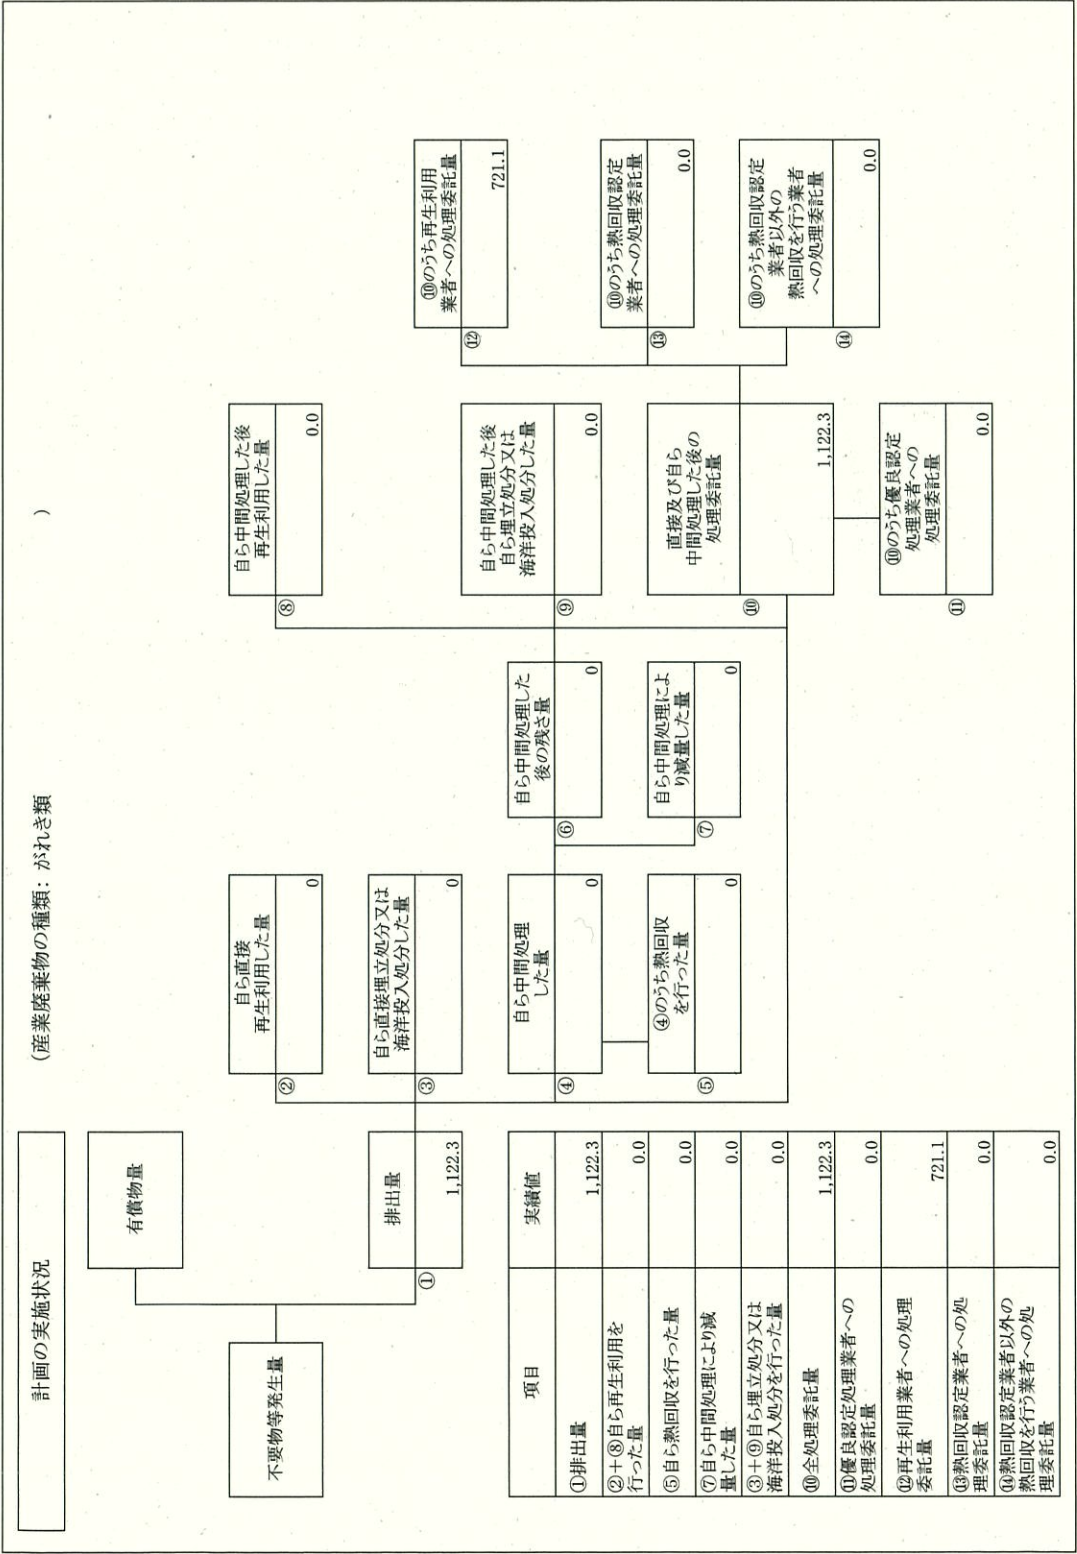 計画の実施状況
(産業廃棄物の種類: がれき類
)
不要物等発生量
有償物量
①
排出量
1,122.3
②
自ら直接
再生利用した量
0
③
自ら直接埋立処分又は
海洋投入処分した量
0
④
自ら中間処理
した量
0
⑤
④のうち熱回収
を行った量
0
⑥
自ら中間処理した
後の残さ量
0
⑦
自ら中間処理によ
り減量した量
0
⑧
自ら中間処理した後
再生利用した量
0.0
⑨
自ら中間処理した後
自ら埋立処分又は
海洋投入処分した量
0.0
⑩
直接及び自ら
中間処理した後の
処理委託量
1,122.3
⑪
⑩のうち優良認定
処理業者への
処理委託量
0.0
⑫
⑩のうち再生利用
業者への処理委託量
721.1
⑬
⑩のうち熱回収認定
業者への処理委託量
0.0
⑭
⑩のうち熱回収認定
業者以外の
熱回収を行う業者
への処理委託量
0.0
項目 実績値
①排出量 1,122.3
②+⑧自ら再生利用を
行った量 0.0
⑤自ら熱回収を行った量 0.0
⑦自ら中間処理により減
量した量 0.0
③+⑨自ら埋立処分又は
海洋投入処分を行った量 0.0
⑩全処理委託量 1,122.3
⑪優良認定処理業者への
処理委託量 0.0
⑫再生利用業者への処理
委託量 721.1
⑬熱回収認定業者への処
理委託量 0.0
⑭熱回収認定業者以外の
熱回収を行う業者への処
理委託量 0.0